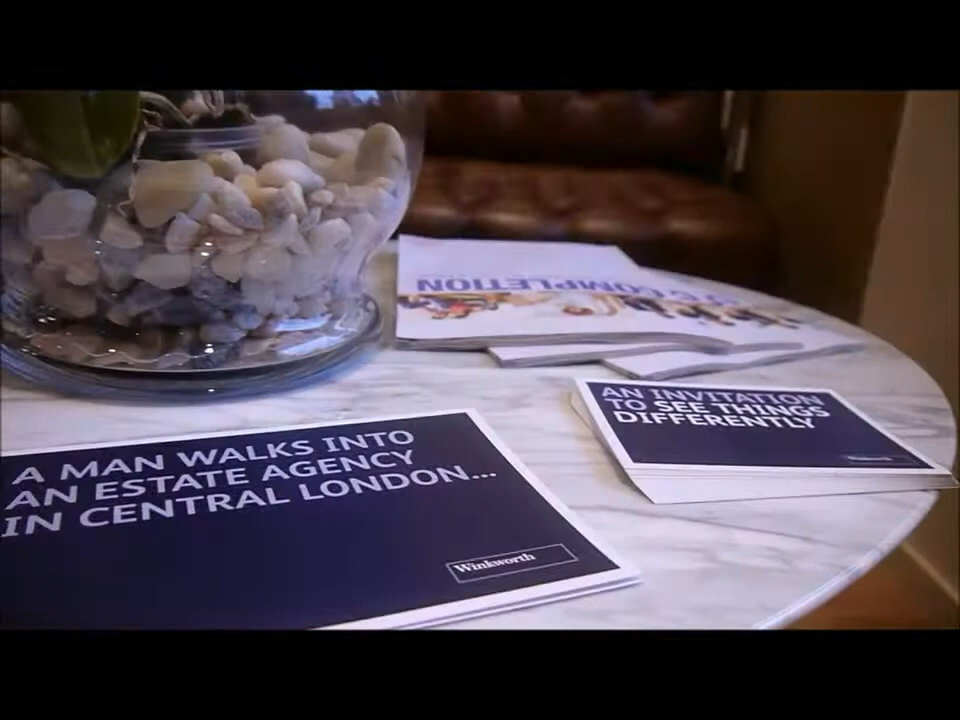 COMPLETION
AN INVITATION
TO SEE THINGS
DIFFERENTLY
A MAN WALKS INTO
AN ESTATE AGENCY
IN CENTRAL LONDON...
Winkworth